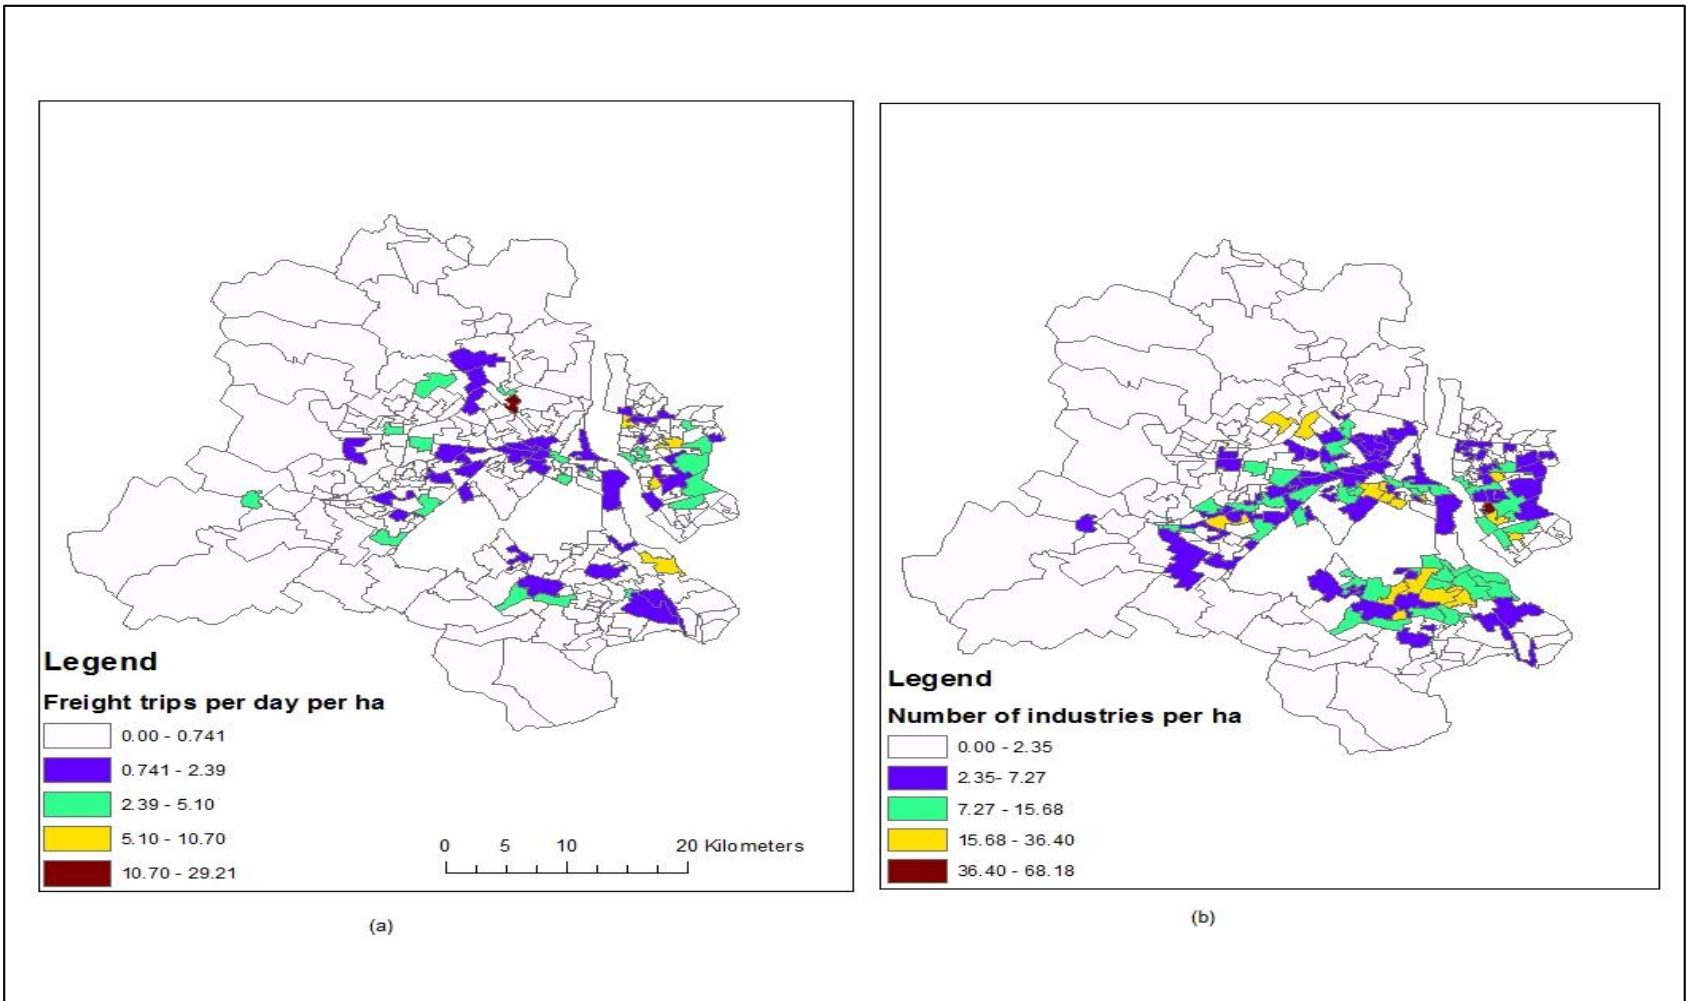 Legend
Freight trips per day per ha
0.00 - 0.741
0.741 - 2.39
2.39 - 5.10
5.10 - 10.70
10.70 - 29.21
0 5 10 20 Kilometers
(a)
Legend
Number of industries per ha
0.00 - 2.35
2.35- 7.27
7.27 - 15.68
15.68 - 36.40
36.40 - 68.18
(b)